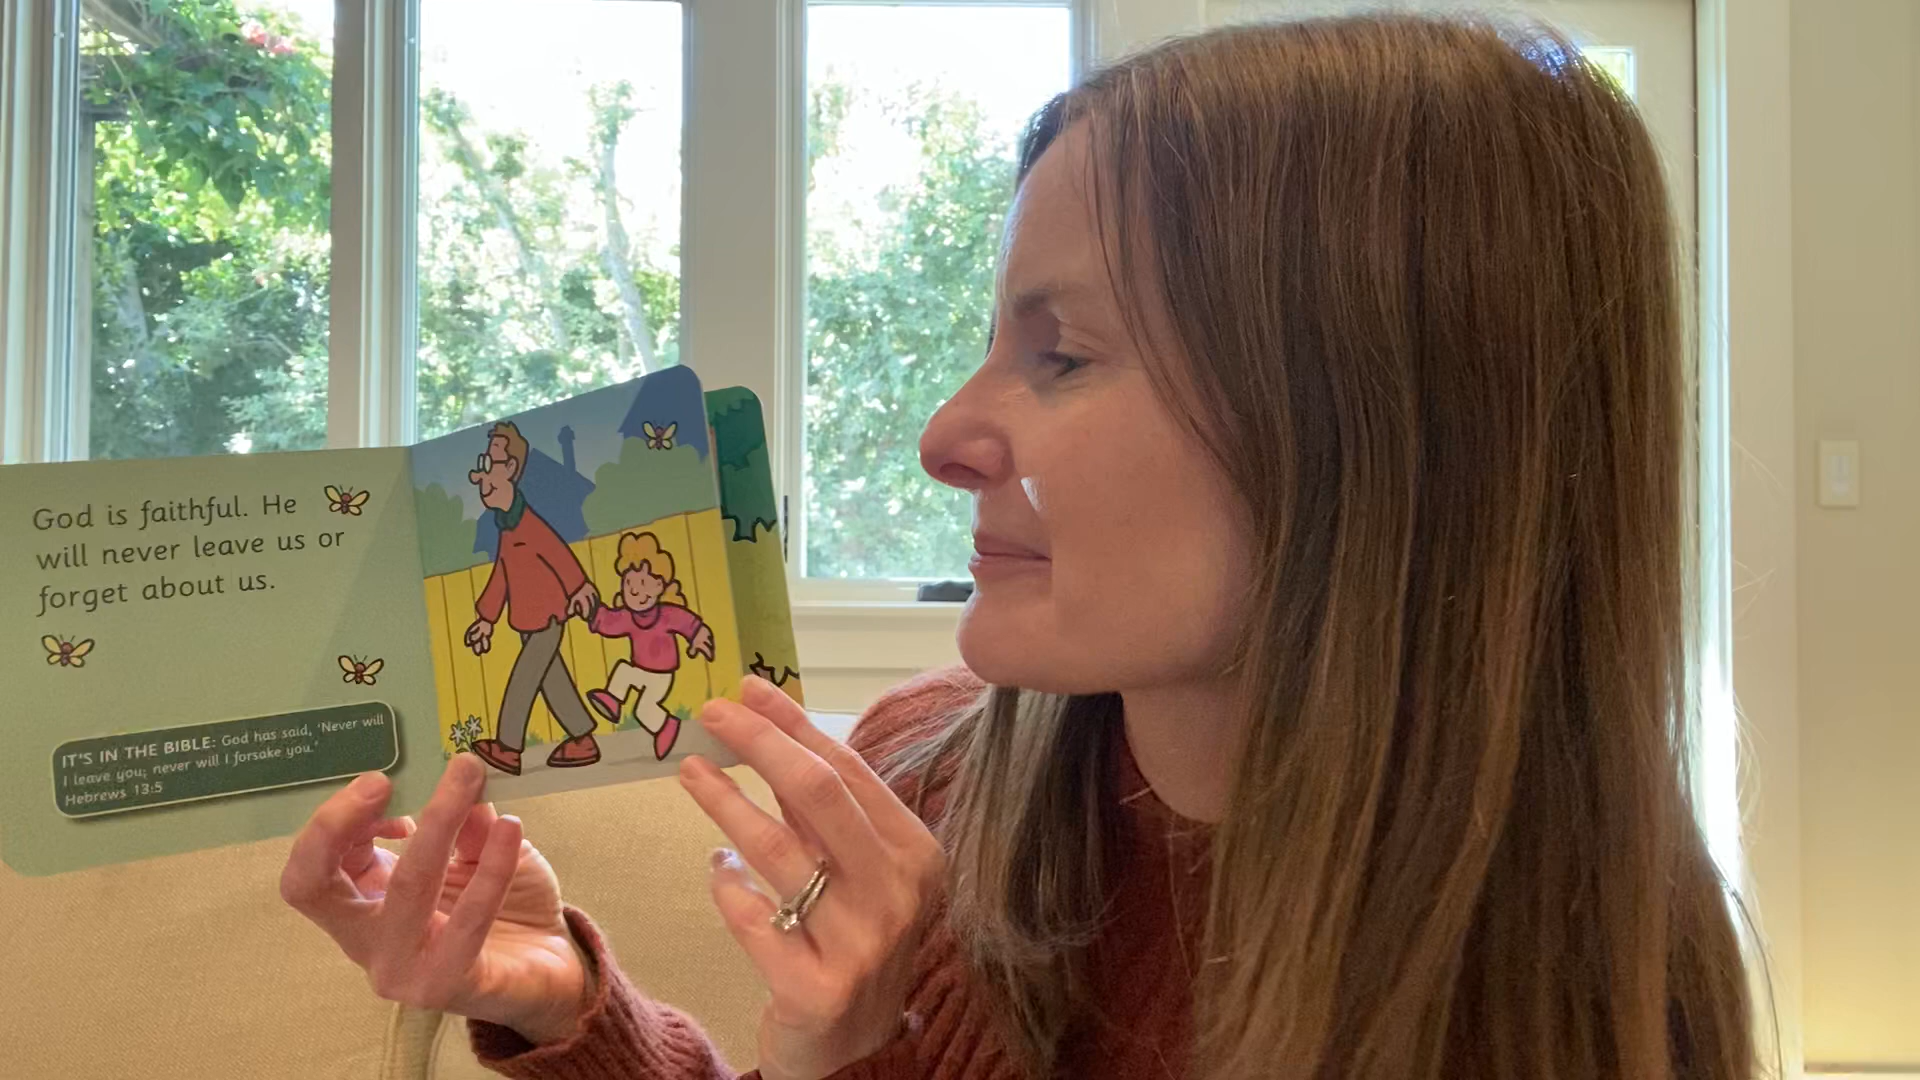 God is faithful. He
will never leave us or
forget about us.
IT'S IN THE BIBLE: God has said, 'Never will
I leave you; never will I forsake you.'
Hebrews 13:5